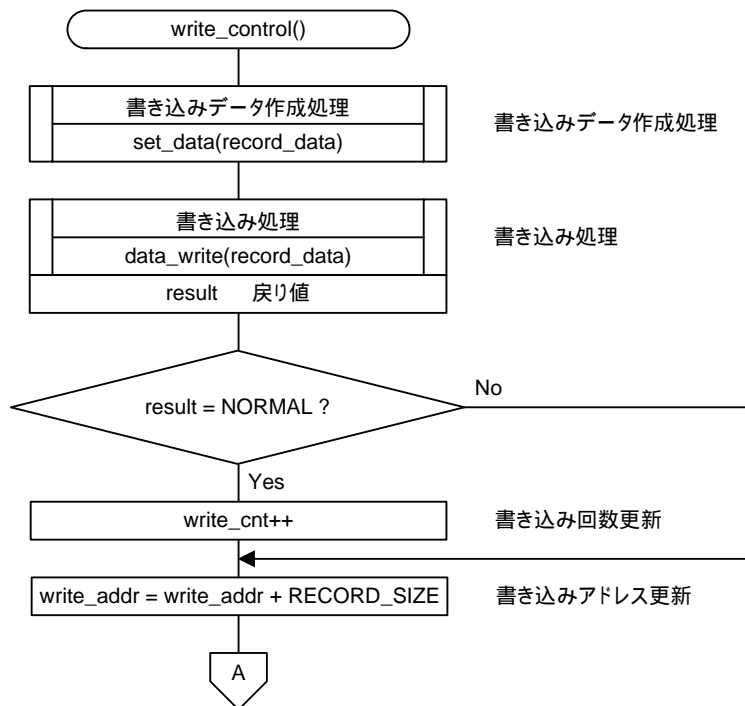 write_control()
書き込みデータ作成処理
set_data(record_data)
書き込みデータ作成処理
書き込み処理
data_write(record_data)
result 戻り値
書き込み処理
result = NORMAL ?
No
Yes
write_cnt++
書き込み回数更新
write_addr = write_addr + RECORD_SIZE
書き込みアドレス更新
A